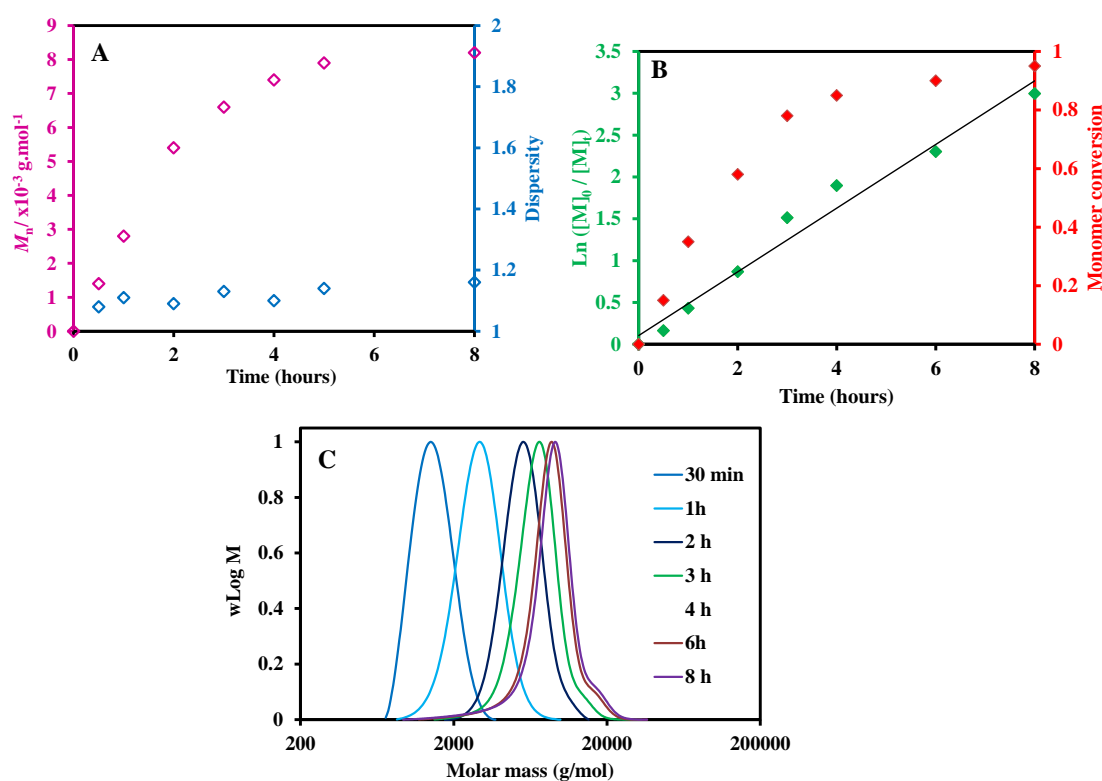 A
Mn/ x10-3 g.mol-1
9
8
7
6
5
4
3
2
1
0
2
1.8
1.6
1.4
1.2
1
Dispersity
0
2
4
6
8
Time (hours)
B
Ln ([M]0 / [M]t)
3.5
3
2.5
2
1.5
1
0.5
0
1
0.8
0.6
0.4
0.2
0
Monomer conversion
0
2
4
6
8
Time (hours)
C
wLog M
1
0.8
0.6
0.4
0.2
0
30 min
1h
2 h
3 h
4 h
6h
8 h
200
2000
20000
200000
Molar mass (g/mol)